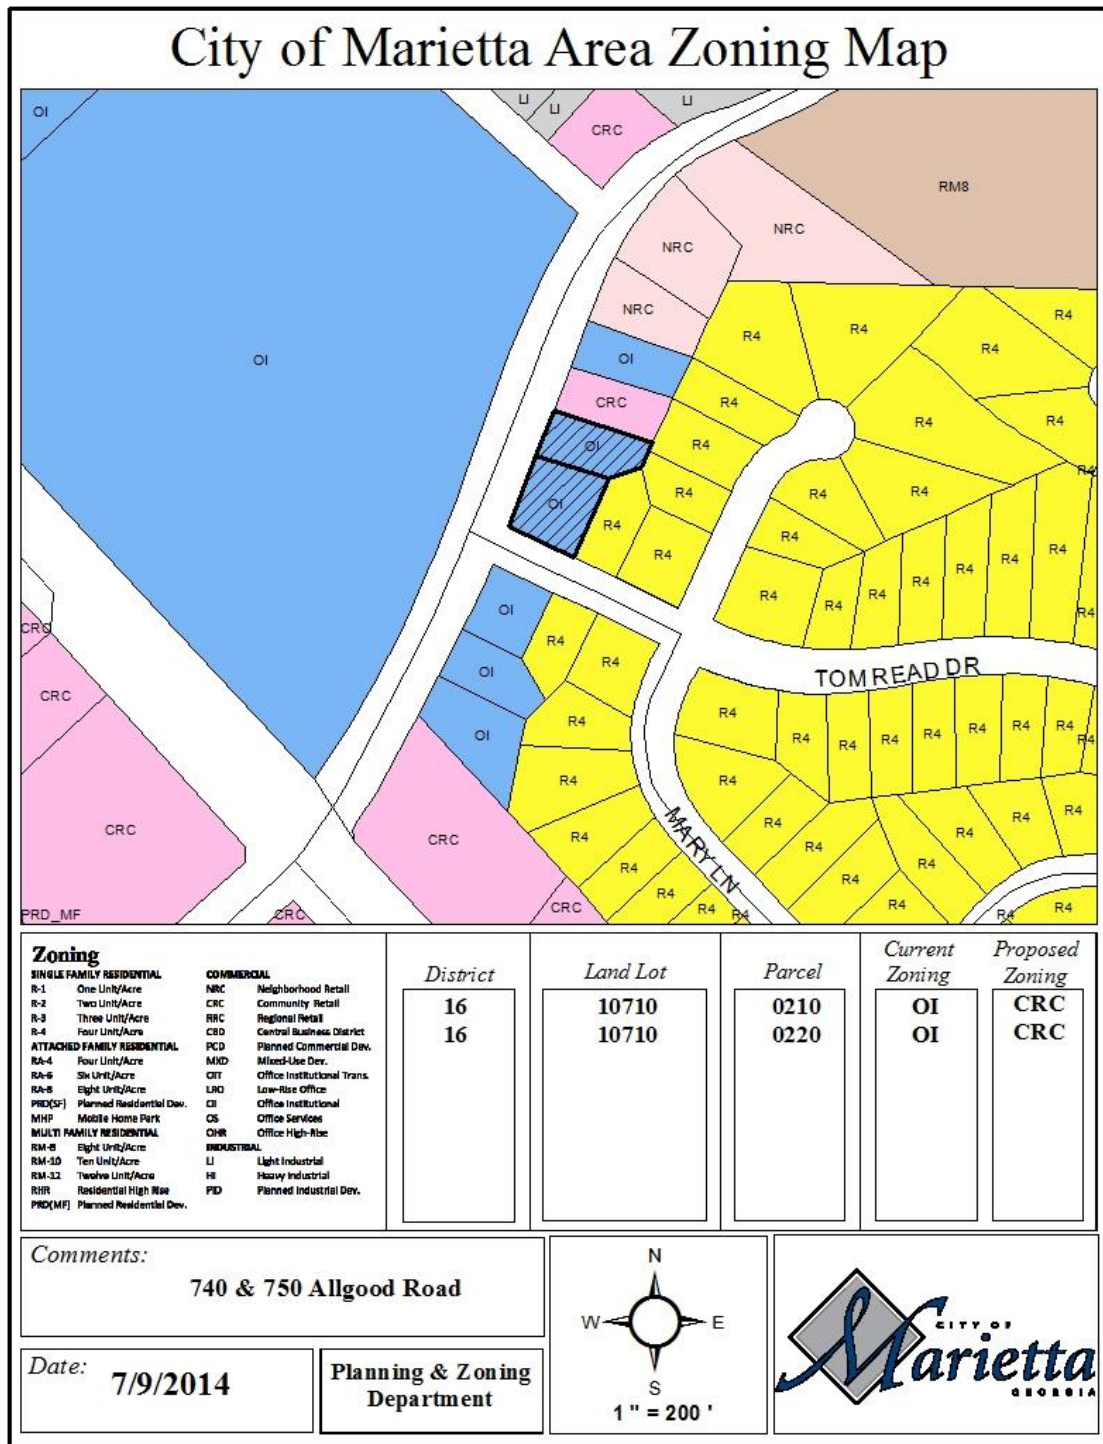 City of Marietta Area Zoning Map
OI
LI
LI
LI
CRC
RM8
NRC
NRC
NRC
R4
R4
R4
R4
OI
OI
CRC
R4
R4
R4
R4
OI
R4
R4
R4
R4
R4
OI
R4
R4
R4
R4
R4
R4
R4
R4
R4
R4
OI
R4
R4
CRC
R4
R4
TOM READ DR
OI
CRC
R4
R4
OI
R4
R4
R4
R4
R4
R4
R4
R4
R4
R4
CRC
CRC
R4
R4
R4
R4
R4
R4
MARY LN
R4
R4
R4
R4
R4
R4
R4
R4
PRD_MF
CRC
CRC
R4
R4
R4
Zoning
SINGLE FAMILY RESIDENTIAL
R-1 One Unit/Acre
R-2 Two Unit/Acre
R-3 Three Unit/Acre
R-4 Four Unit/Acre
ATTACHED FAMILY RESIDENTIAL
RA-4 Four Unit/Acre
RA-6 Six Unit/Acre
RA-8 Eight Unit/Acre
PRD(SF) Planned Residential Dev.
MHP Mobile Home Park
MULTI FAMILY RESIDENTIAL
RM-8 Eight Unit/Acre
RM-10 Ten Unit/Acre
RM-12 Twelve Unit/Acre
RHR Residential High Rise
PRD(MF) Planned Residential Dev.
COMMERCIAL
NRC Neighborhood Retail
CRC Community Retail
RRC Regional Retail
CBD Central Business District
PCD Planned Commercial Dev.
MXD Mixed-Use Dev.
OIT Office Institutional Trans.
LRO Low-Rise Office
OI Office Institutional
OS Office Services
OHR Office High-Rise
INDUSTRIAL
LI Light Industrial
HI Heavy Industrial
PID Planned Industrial Dev.
District Land Lot Parcel Current Zoning Proposed Zoning
16 10710 0210 OI CRC
16 10710 0220 OI CRC
Comments:
740 & 750 Allgood Road
Date: 7/9/2014
Planning & Zoning
Department
N
W E
S
1 " = 200 '
CITY OF
Marietta
GEORGIA